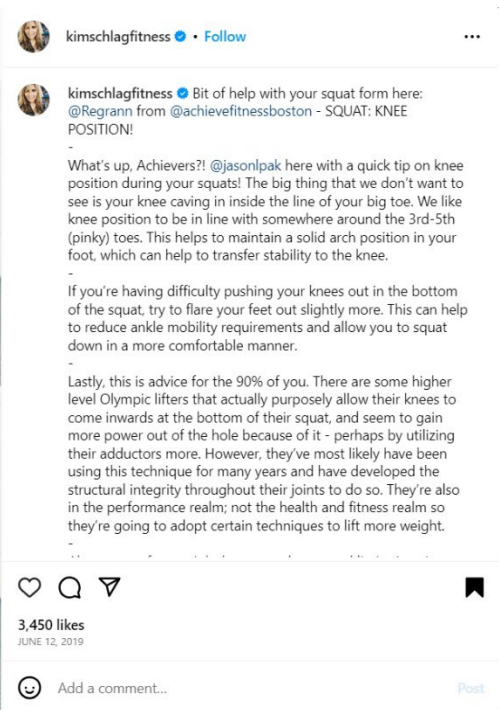 kimschlagfitness • Follow
kimschlagfitness Bit of help with your squat form here:
@Regrann from @achievefitnessboston - SQUAT: KNEE
POSITION!
-
What's up, Achievers?! @jasonlpak here with a quick tip on knee
position during your squats! The big thing that we don't want to
see is your knee caving in inside the line of your big toe. We like
knee position to be in line with somewhere around the 3rd-5th
(pinky) toes. This helps to maintain a solid arch position in your
foot, which can help to transfer stability to the knee.
-
If you're having difficulty pushing your knees out in the bottom
of the squat, try to flare your feet out slightly more. This can help
to reduce ankle mobility requirements and allow you to squat
down in a more comfortable manner.
-
Lastly, this is advice for the 90% of you. There are some higher
level Olympic lifters that actually purposely allow their knees to
come inwards at the bottom of their squat, and seem to gain
more power out of the hole because of it - perhaps by utilizing
their adductors more. However, they've most likely have been
using this technique for many years and have developed the
structural integrity throughout their joints to do so. They're also
in the performance realm; not the health and fitness realm so
they're going to adopt certain techniques to lift more weight.
-
3,450 likes
JUNE 12, 2019
Add a comment...
Post